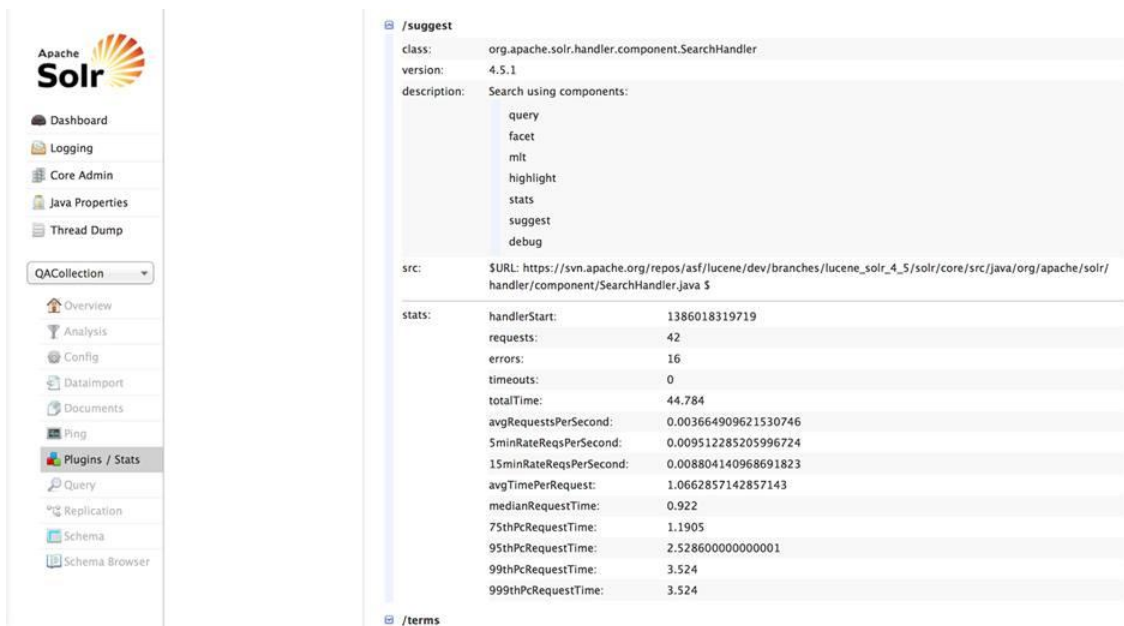 Apache
Solr
Dashboard
Logging
Core Admin
Java Properties
Thread Dump
QACollection
Overview
Analysis
Config
Dataimport
Documents
Ping
Plugins / Stats
Query
Replication
Schema
Schema Browser
/suggest
class: org.apache.solr.handler.component.SearchHandler
version: 4.5.1
description: Search using components:
query
facet
mlt
highlight
stats
suggest
debug
src: $URL: https://svn.apache.org/repos/asf/lucene/dev/branches/lucene_solr_4_5/solr/core/src/java/org/apache/solr/
handler/component/SearchHandler.java $
stats: handlerStart: 1386018319719
requests: 42
errors: 16
timeouts: 0
totalTime: 44.784
avgRequestsPerSecond: 0.003664909621530746
5minRateReqsPerSecond: 0.009512285205996724
15minRateReqsPerSecond: 0.008804140968691823
avgTimePerRequest: 1.0662857142857143
medianRequestTime: 0.922
75thPcRequestTime: 1.1905
95thPcRequestTime: 2.528600000000001
99thPcRequestTime: 3.524
999thPcRequestTime: 3.524
/terms